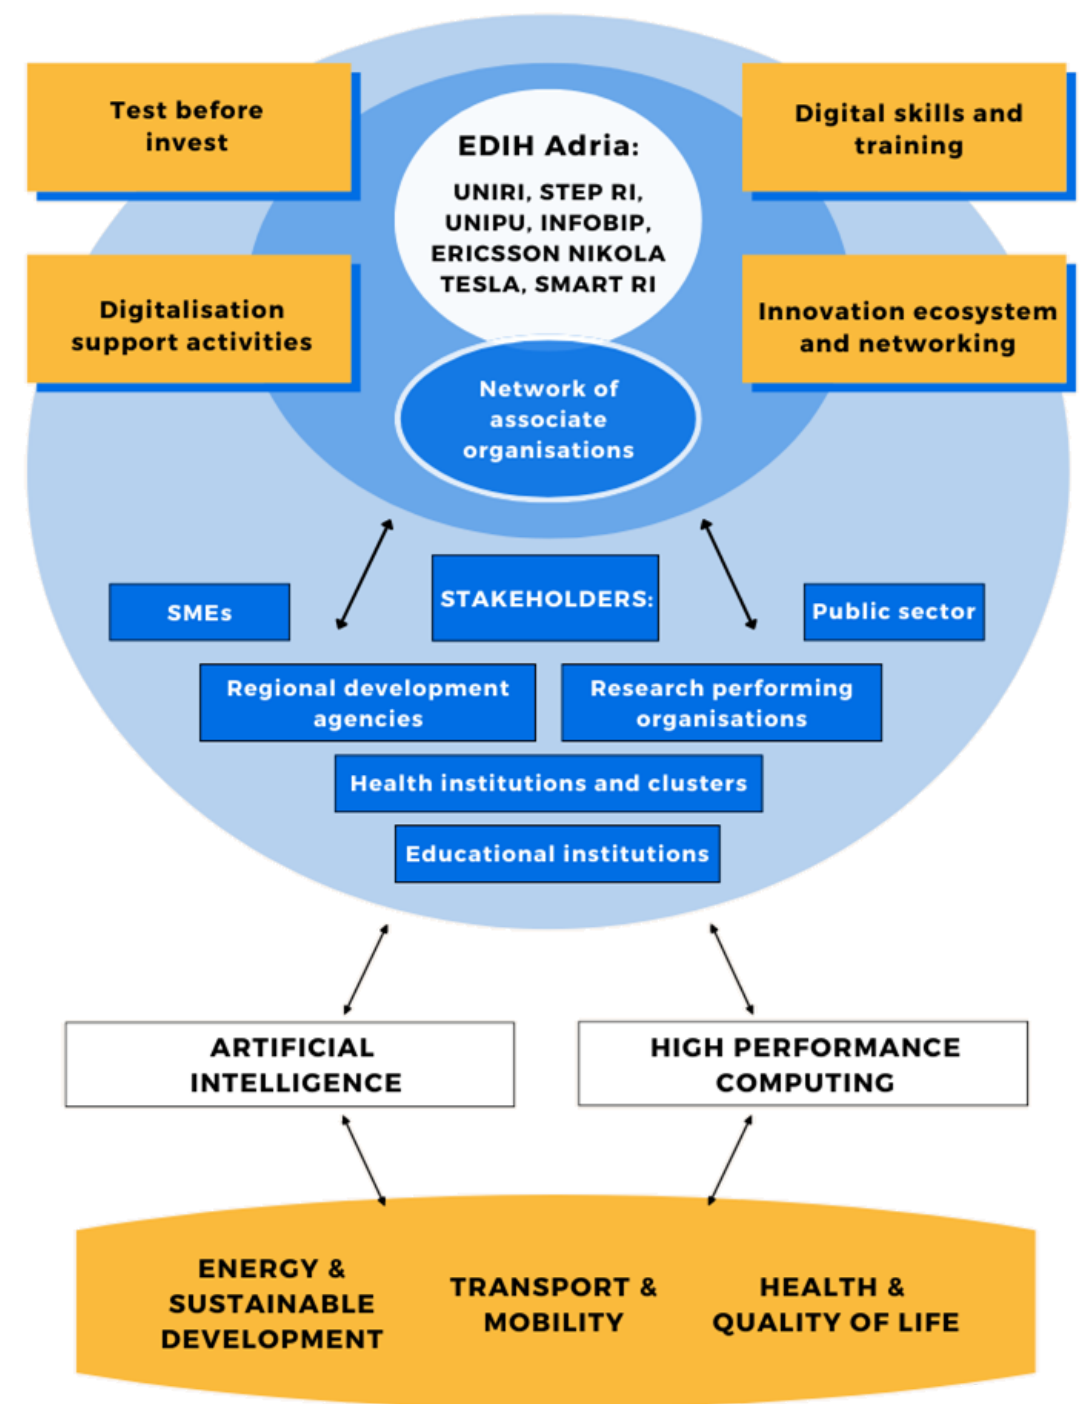 Test before
invest
Digital skills and
training
EDIH Adria:
UNIRI, STEP RI,
UNIPU, INFOBIP,
ERICSSON NIKOLA
TESLA, SMART RI
Digitalisation
support activities
Innovation ecosystem
and networking
Network of
associate
organisations
STAKEHOLDERS:
SMEs
Public sector
Regional development
agencies
Research performing
organisations
Health institutions and clusters
Educational institutions
ARTIFICIAL
INTELLIGENCE
HIGH PERFORMANCE
COMPUTING
ENERGY &
SUSTAINABLE
DEVELOPMENT
TRANSPORT &
MOBILITY
HEALTH &
QUALITY OF LIFE